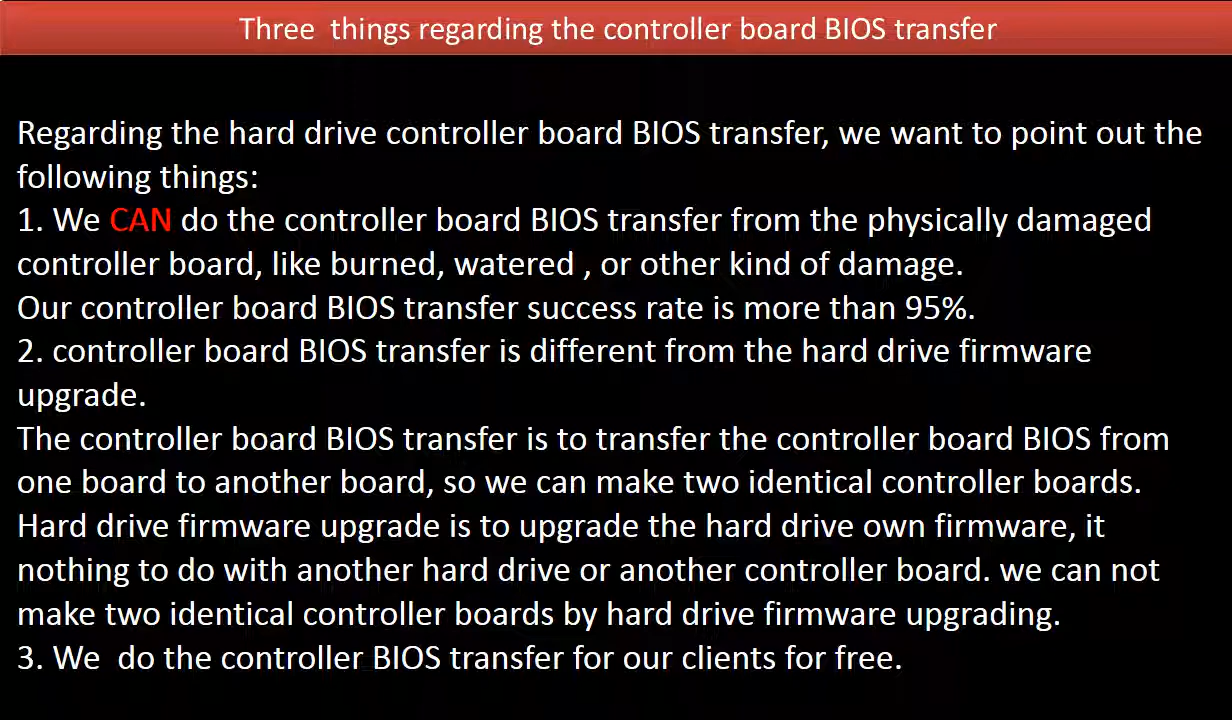 Three  things regarding the controller board BIOS transfer
Regarding the hard drive controller board BIOS transfer, we want to point out the
following things:
1. We CAN do the controller board BIOS transfer from the physically damaged
controller board, like burned, watered , or other kind of damage.
Our controller board BIOS transfer success rate is more than 95%.
2. controller board BIOS transfer is different from the hard drive firmware
upgrade.
The controller board BIOS transfer is to transfer the controller board BIOS from
one board to another board, so we can make two identical controller boards.
Hard drive firmware upgrade is to upgrade the hard drive own firmware, it
nothing to do with another hard drive or another controller board. we can not
make two identical controller boards by hard drive firmware upgrading.
3. We  do the controller BIOS transfer for our clients for free.